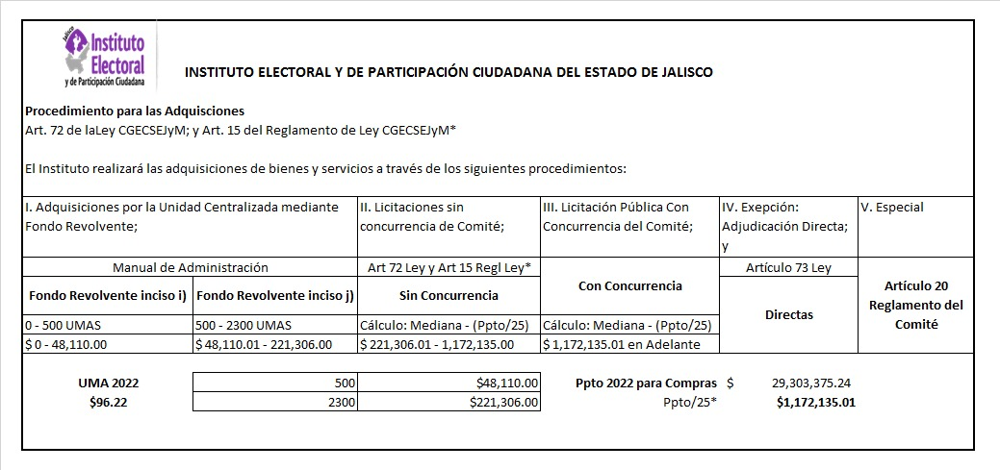 Jalisco
Instituto
Electoral
y de Participación Ciudadana
INSTITUTO ELECTORAL Y DE PARTICIPACIÓN CIUDADANA DEL ESTADO DE JALISCO
Procedimiento para las Adquisciones
Art. 72 de laLey CGECSEJyM; y Art. 15 del Reglamento de Ley CGECSEJyM*
El Instituto realizará las adquisiciones de bienes y servicios a través de los siguientes procedimientos:
I. Adquisiciones por la Unidad Centralizada mediante
Fondo Revolvente;
II. Licitaciones sin
concurrencia de Comité;
III. Licitación Pública Con
Concurrencia del Comité;
IV. Exepción:
Adjudicación Directa;
y
V. Especial
Manual de Administración
Art 72 Ley y Art 15 Regl Ley*
Con Concurrencia
Artículo 73 Ley
Artículo 20
Reglamento del
Comité
Fondo Revolvente inciso i)
Fondo Revolvente inciso j)
Sin Concurrencia
Directas
0 - 500 UMAS
500 - 2300 UMAS
Cálculo: Mediana - (Ppto/25)
Cálculo: Mediana - (Ppto/25)
$ 0 - 48,110.00
$ 48,110.01 - 221,306.00
$ 221,306.01 - 1,172,135.00
$ 1,172,135.01 en Adelante
UMA 2022
500
$48,110.00
Ppto 2022 para Compras
$ 29,303,375.24
$96.22
2300
$221,306.00
Ppto/25*
$1,172,135.01